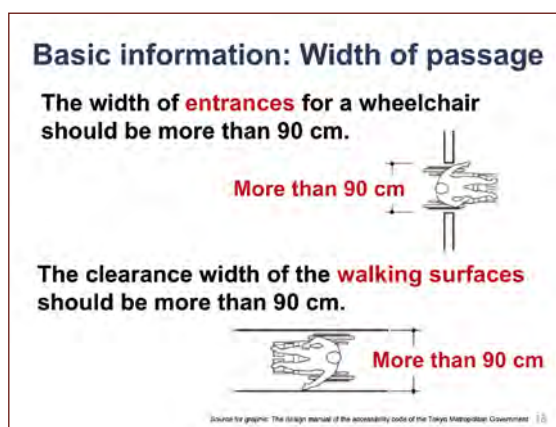 Basic information: Width of passage
The width of entrances for a wheelchair
should be more than 90 cm.
More than 90 cm
The clearance width of the walking surfaces
should be more than 90 cm.
More than 90 cm
Source for graphic: The design manual of the accessibility code of the Tokyo Metropolitan Government